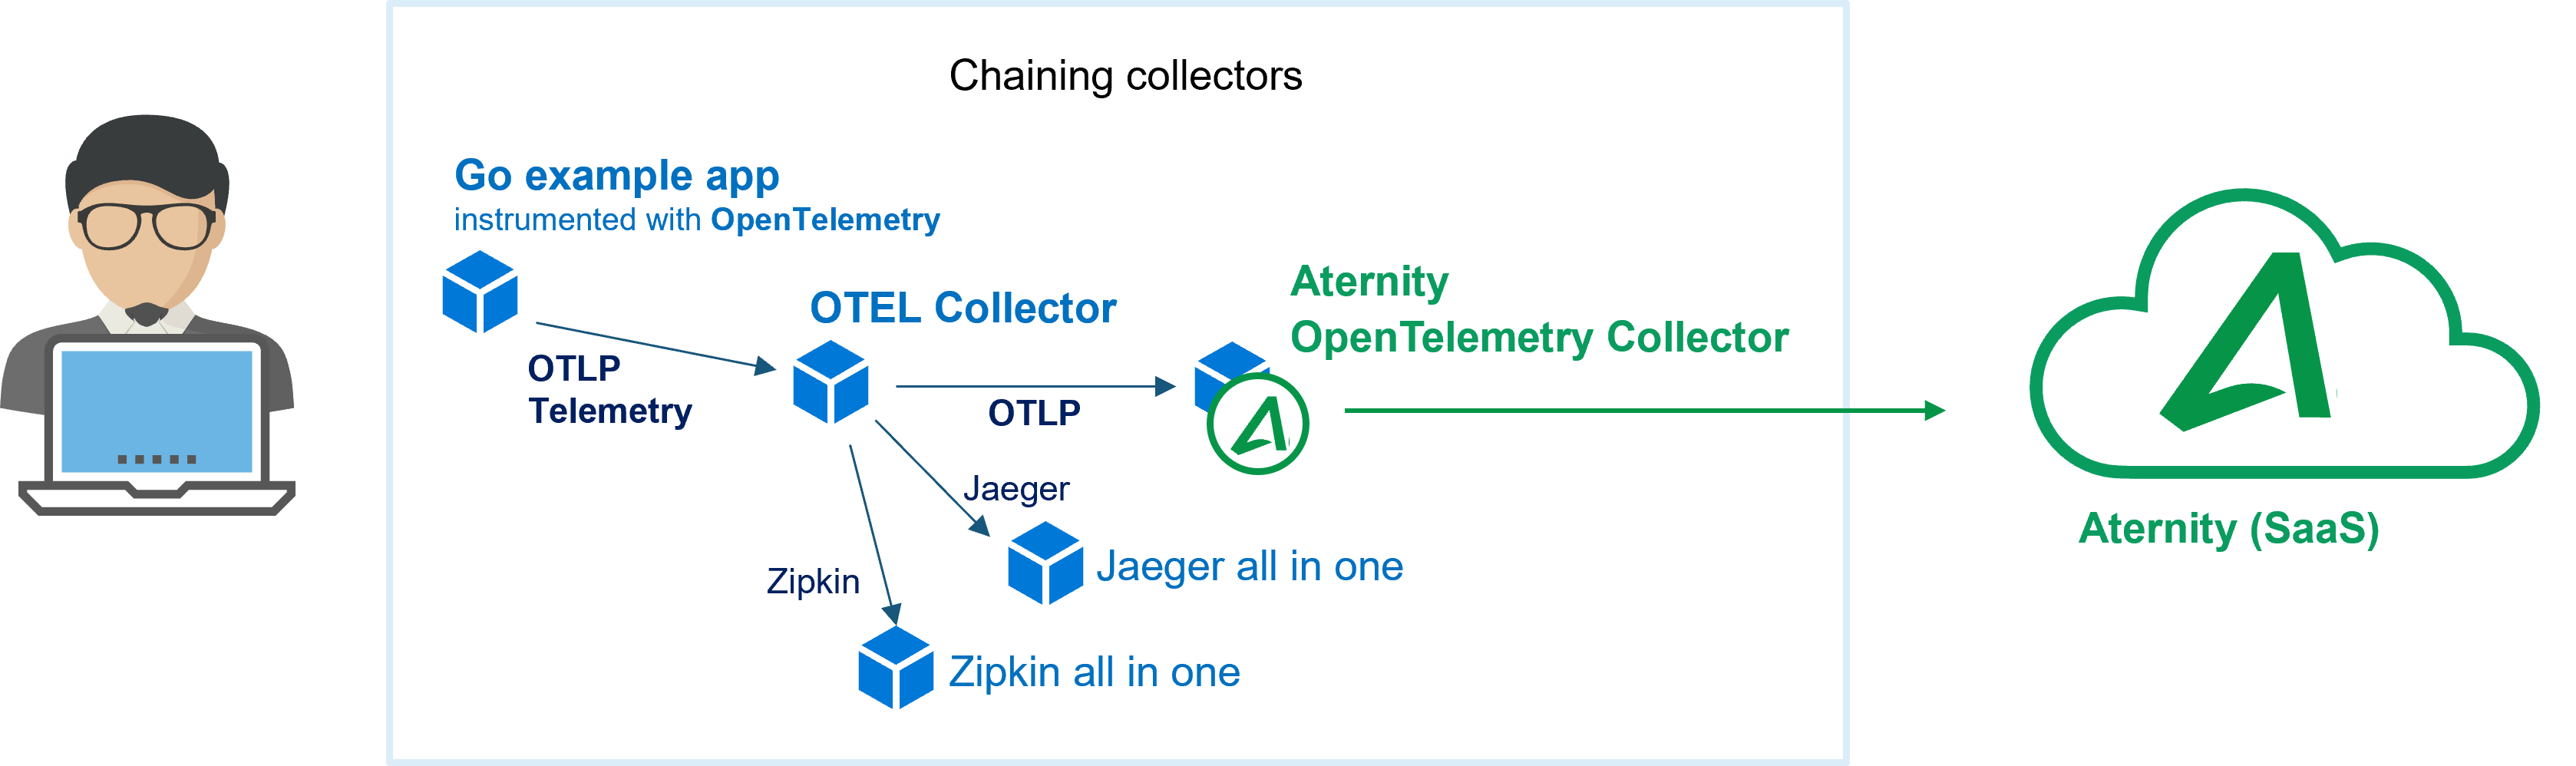 Chaining collectors
Go example app
instrumented with OpenTelemetry
OTLP
Telemetry
OTEL Collector
OTLP
Aternity
OpenTelemetry Collector
Jaeger
Jaeger all in one
Zipkin
Zipkin all in one
Aternity (SaaS)